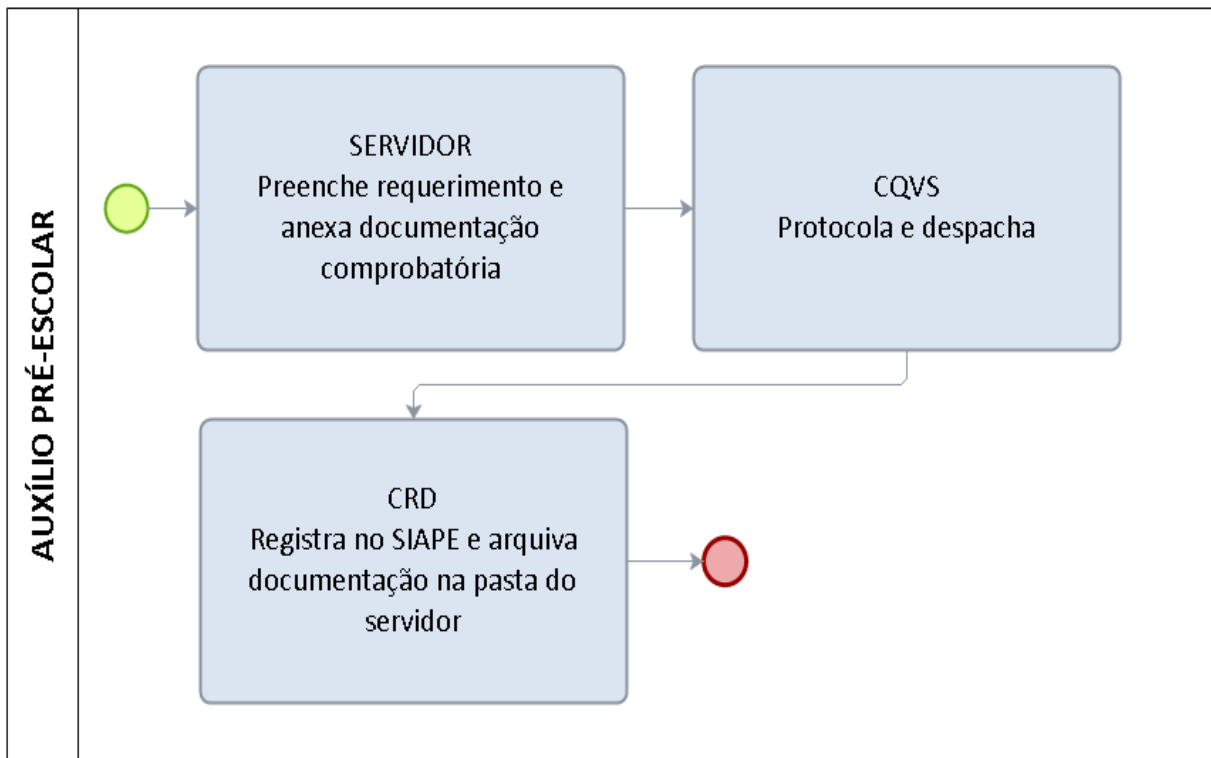 AUXÍLIO PRÉ-ESCOLAR
SERVIDOR
Preenche requerimento e
anexa documentação
comprobatória
CQVS
Protocola e despacha
CRD
Registra no SIAPE e arquiva
documentação na pasta do
servidor